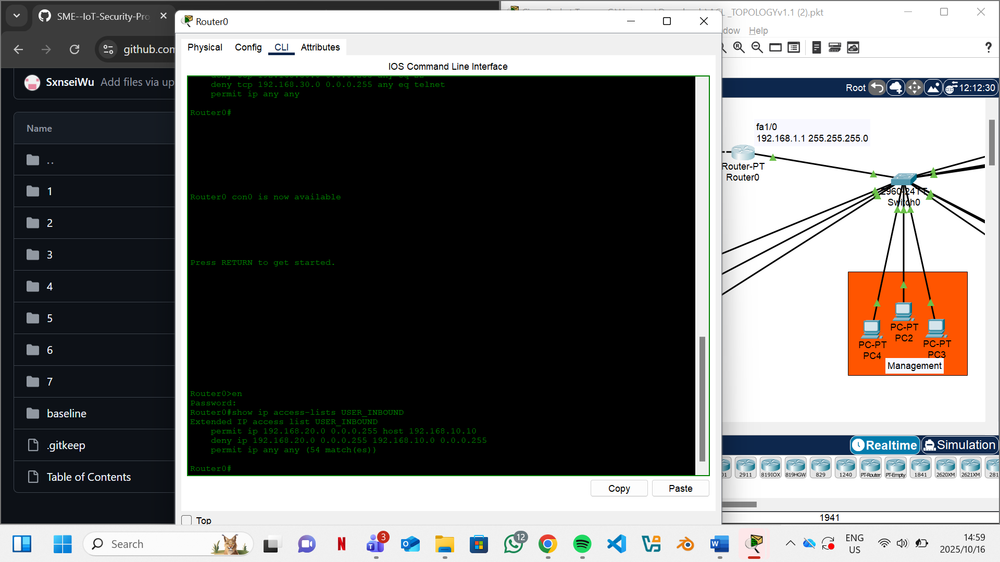 SME--IoT-Security-Pro
Router0
_TOPOLOGYv1.1 (2).pkt
Help
github.com
Physical
Config
CLI
Attributes
IOS Command Line Interface
SxnseiWu Add files via up
Name
..
1
2
3
4
5
6
7
baseline
.gitkeep
Table of Contents
deny tcp 192.168.30.0 0.0.0.255 any eq telnet
permit ip any any
Router0#
Router0 con0 is now available
Press RETURN to get started.
Router0>en
Password:
Router0#show ip access-lists USER_INBOUND
Extended IP access list USER_INBOUND
permit ip 192.168.20.0 0.0.0.255 host 192.168.10.10
deny ip 192.168.20.0 0.0.0.255 192.168.10.0 0.0.0.255
permit ip any any (54 match(es))
Router0#
Copy
Paste
Top
Root
12:12:30
fa1/0
192.168.1.1 255.255.255.0
Router-PT
Router0
2960-24TT
Switch0
PC-PT
PC2
PC-PT
PC4
PC-PT
PC3
Management
Realtime
Simulation
2911
819IOX
819HGW
829
1240
PT-Router
PT-Empty
1841
2620XM
2621XM
281
1941
Search
3
12
ENG
US
14:59
2025/10/16